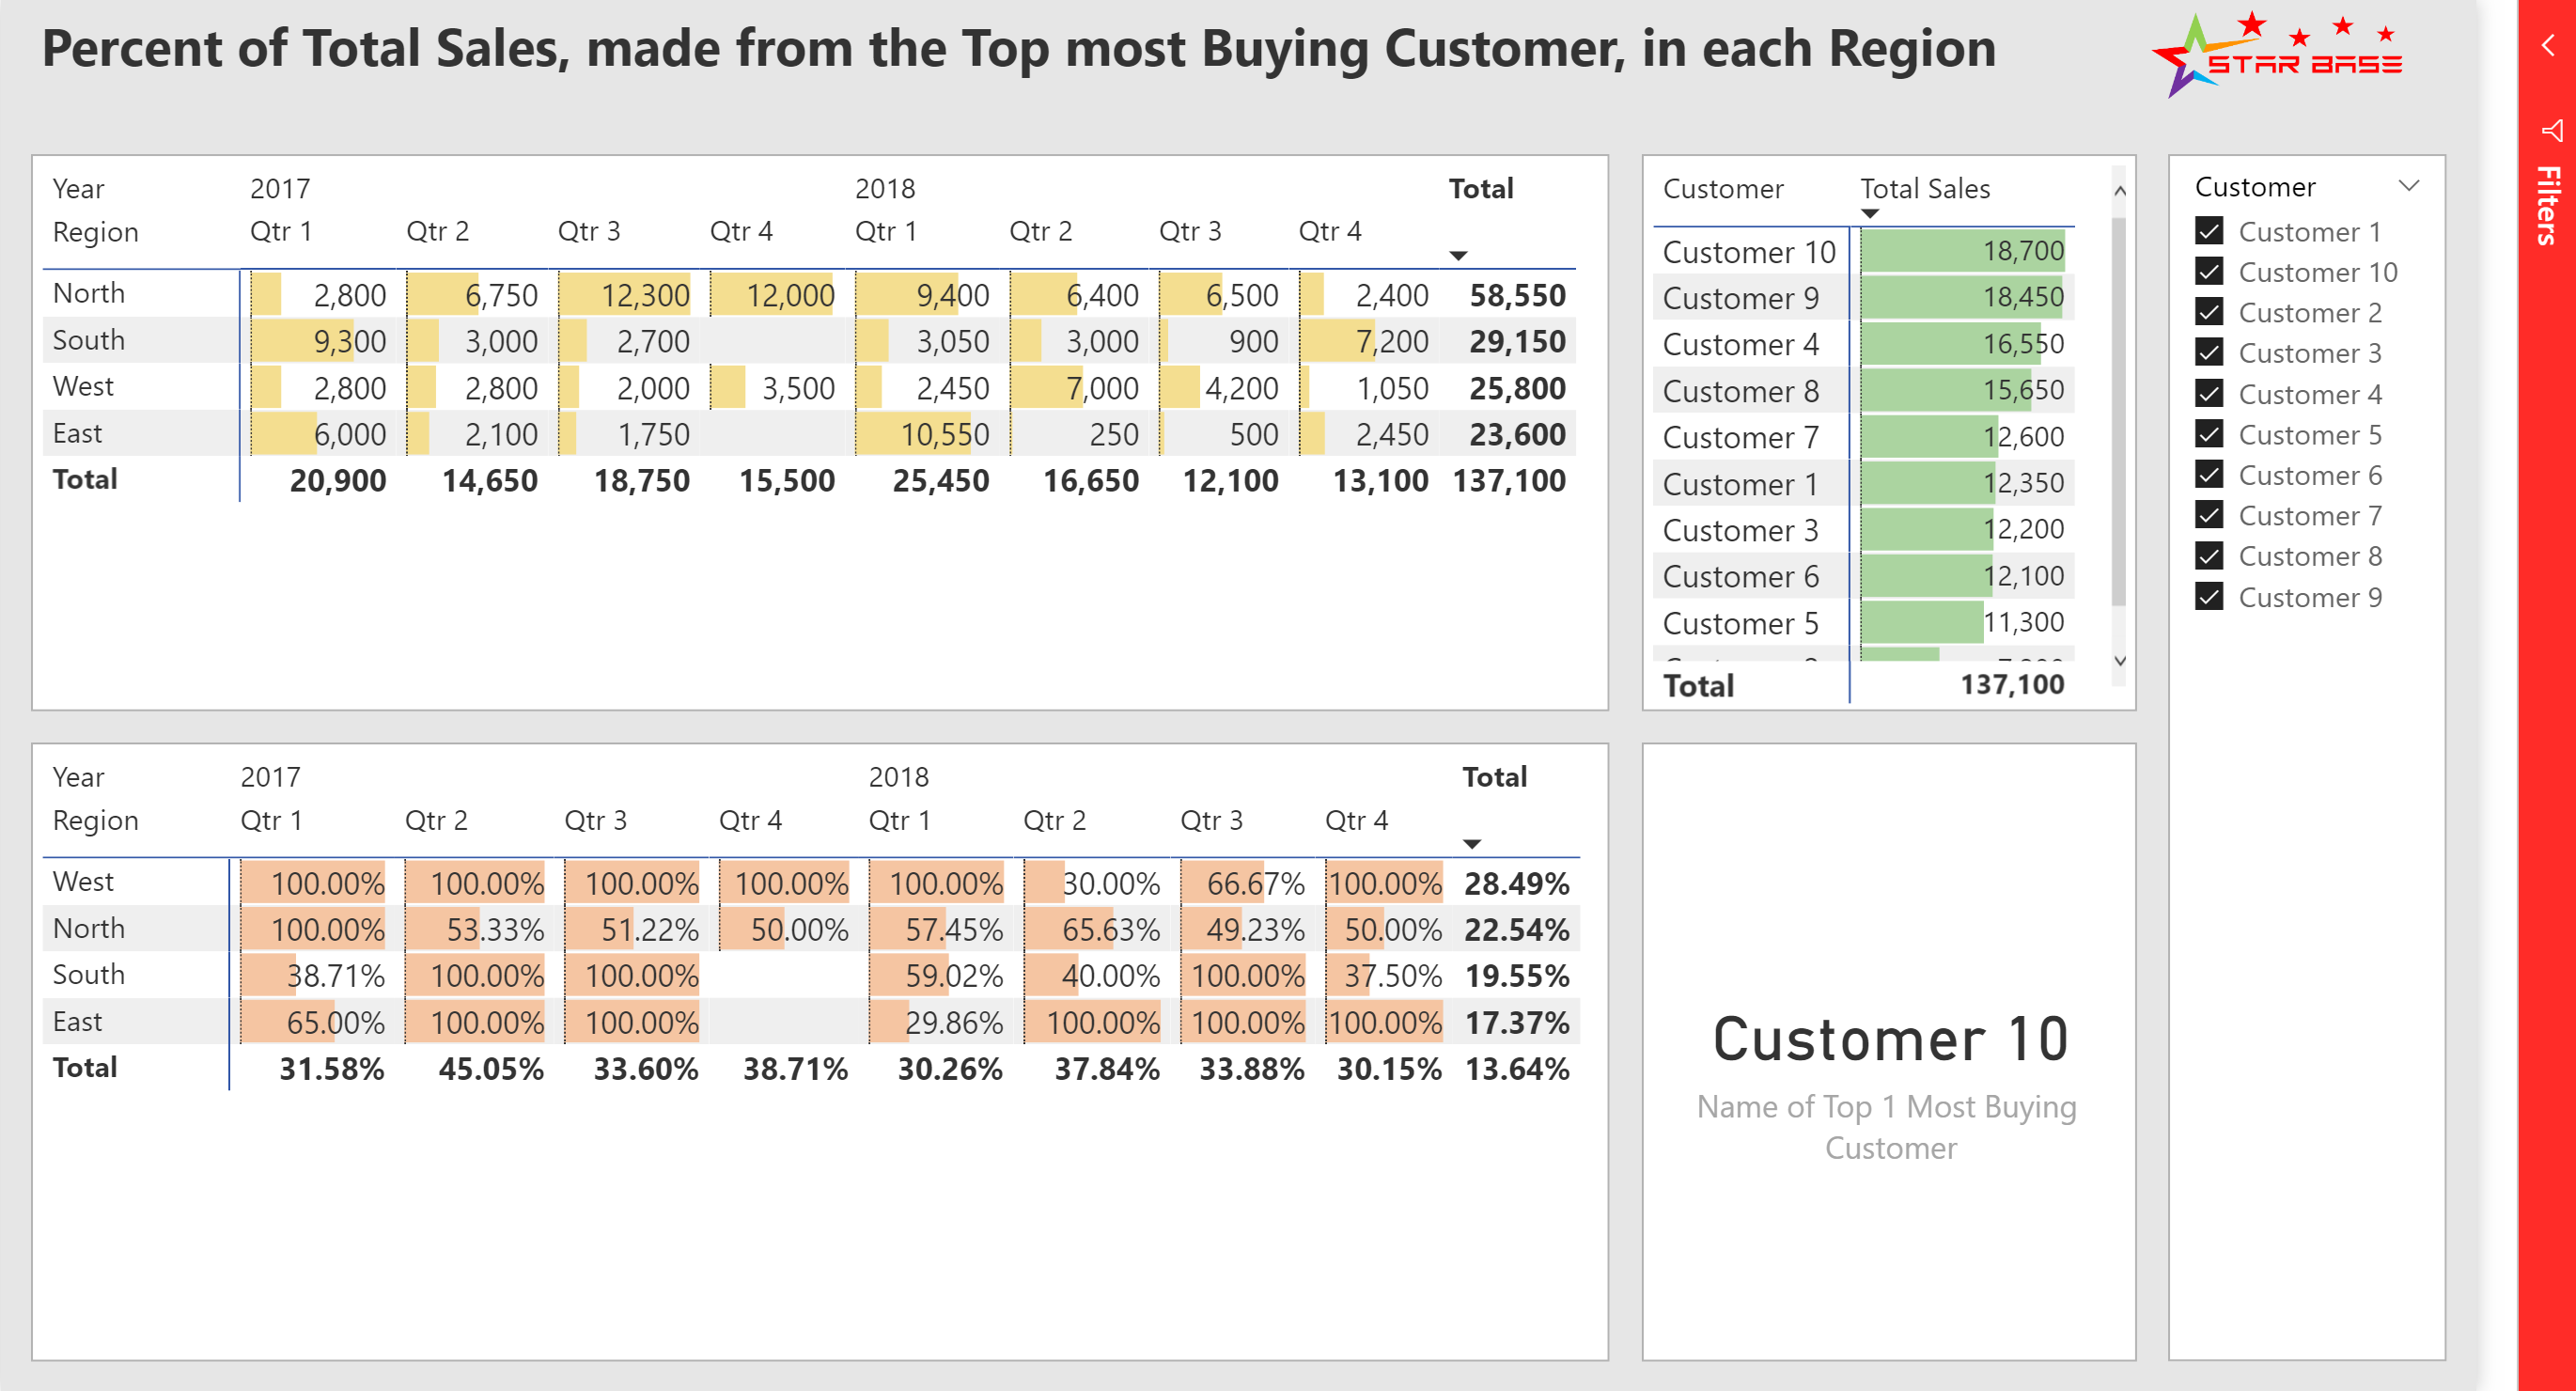 Percent of Total Sales, made from the Top most Buying Customer, in each Region
STAR BASE
Filters
Year 2017 2018 Total
Region Qtr 1 Qtr 2 Qtr 3 Qtr 4 Qtr 1 Qtr 2 Qtr 3 Qtr 4
North 2,800 6,750 12,300 12,000 9,400 6,400 6,500 2,400 58,550
South 9,300 3,000 2,700 3,050 3,000 900 7,200 29,150
West 2,800 2,800 2,000 3,500 2,450 7,000 4,200 1,050 25,800
East 6,000 2,100 1,750 10,550 250 500 2,450 23,600
Total 20,900 14,650 18,750 15,500 25,450 16,650 12,100 13,100 137,100
Customer Total Sales
Customer 10 18,700
Customer 9 18,450
Customer 4 16,550
Customer 8 15,650
Customer 7 12,600
Customer 1 12,350
Customer 3 12,200
Customer 6 12,100
Customer 5 11,300
Total 137,100
Customer
Customer 1
Customer 10
Customer 2
Customer 3
Customer 4
Customer 5
Customer 6
Customer 7
Customer 8
Customer 9
Year 2017 2018 Total
Region Qtr 1 Qtr 2 Qtr 3 Qtr 4 Qtr 1 Qtr 2 Qtr 3 Qtr 4
West 100.00% 100.00% 100.00% 100.00% 100.00% 30.00% 66.67% 100.00% 28.49%
North 100.00% 53.33% 51.22% 50.00% 57.45% 65.63% 49.23% 50.00% 22.54%
South 38.71% 100.00% 100.00% 59.02% 40.00% 100.00% 37.50% 19.55%
East 65.00% 100.00% 100.00% 29.86% 100.00% 100.00% 100.00% 17.37%
Total 31.58% 45.05% 33.60% 38.71% 30.26% 37.84% 33.88% 30.15% 13.64%
Customer 10
Name of Top 1 Most Buying
Customer